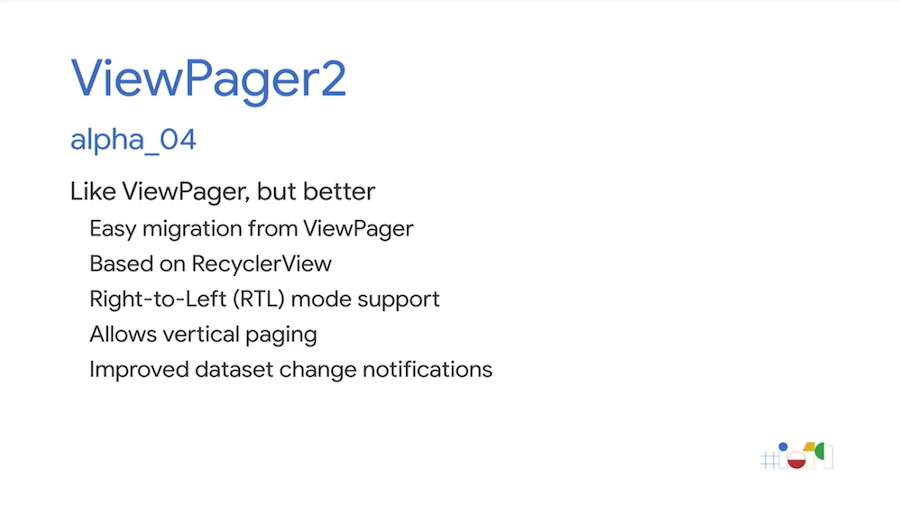 ViewPager2
alpha_04
Like ViewPager, but better
Easy migration from ViewPager
Based on RecyclerView
Right-to-Left (RTL) mode support
Allows vertical paging
Improved dataset change notifications
#io19